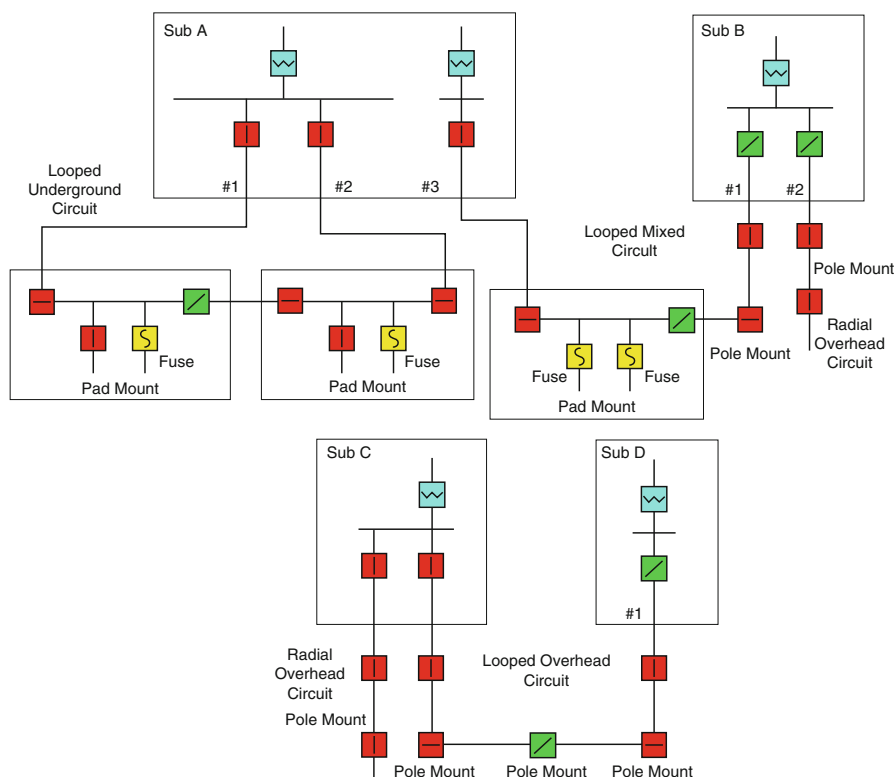 Sub A
Sub B
#1
#2
#3
#1
#2
Looped
Underground
Circuit
Looped Mixed
Circult
Pole Mount
Radial
Overhead
Circuit
Pole Mount
Fuse
Fuse
Fuse
Fuse
Pad Mount
Pad Mount
Pad Mount
Sub C
Sub D
#1
Radial
Overhead
Circuit
Looped Overhead
Circuit
Pole Mount
Pole Mount
Pole Mount
Pole Mount